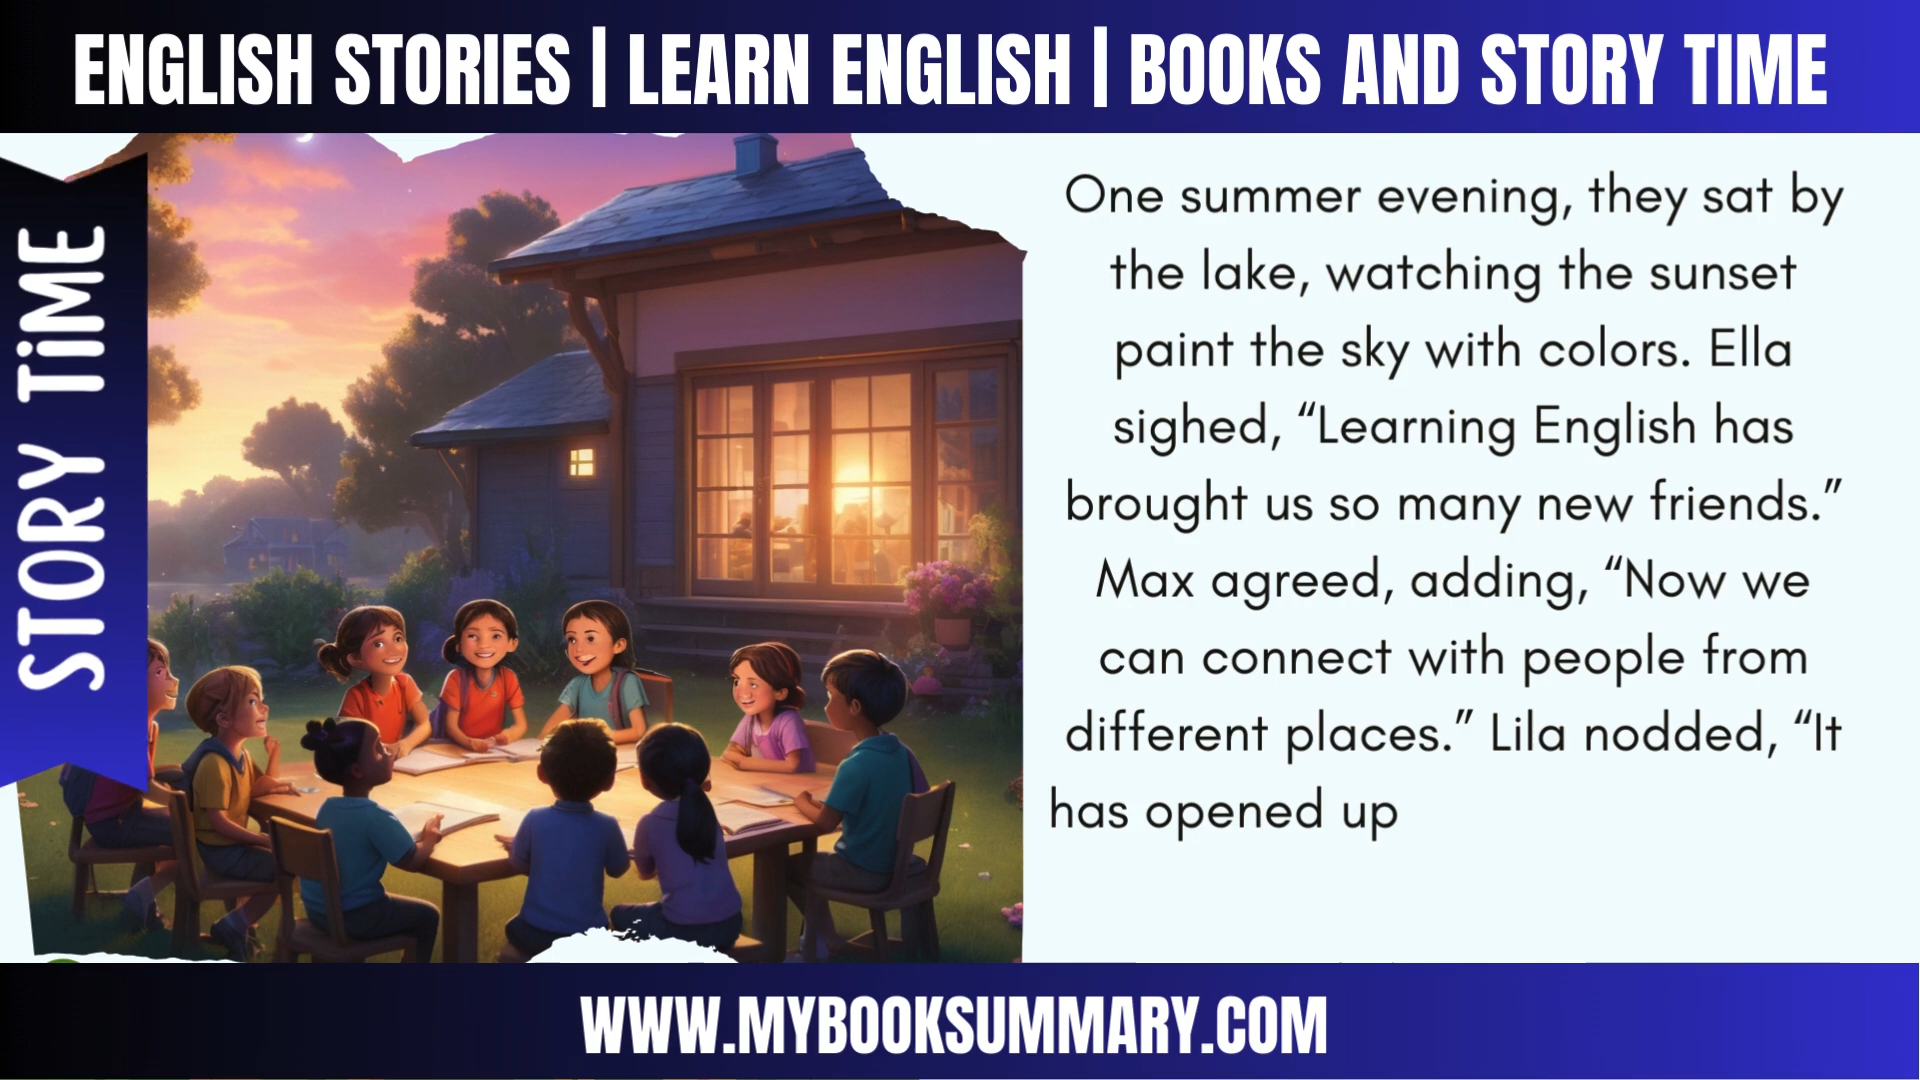 ENGLISH STORIES | LEARN ENGLISH | BOOKS AND STORY TIME
STORY TiME
One summer evening, they sat by
the lake, watching the sunset
paint the sky with colors. Ella
sighed, “Learning English has
brought us so many new friends.”
Max agreed, adding, “Now we
can connect with people from
different places.” Lila nodded, “It
has opened up
WWW.MYBOOKSUMMARY.COM